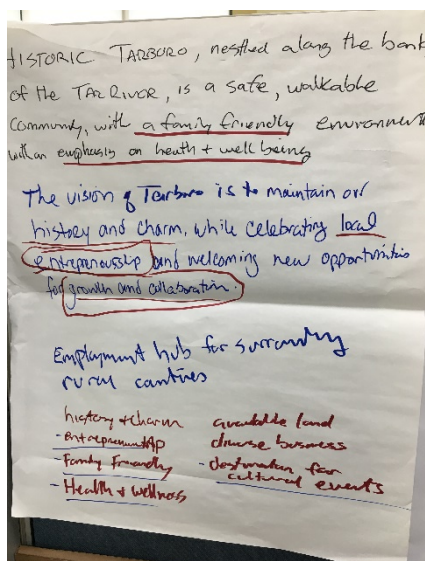 HISTORIC TARBORO, nestled along the bank
of the TAR RIVER, is a safe, walkable
Community, with a family friendly environment
with an emphasis on heath + well being
The vision of Tarboro is to maintain our
history and charm, while celebrating local
entrepreneurship and welcoming new opportunities
for growth and collaboration.
Employment hub for surrounding
rural counties
history + charm available land
- entrepreneurship diverse business
- Family Friendly - destination for
- Health + wellness cultural events